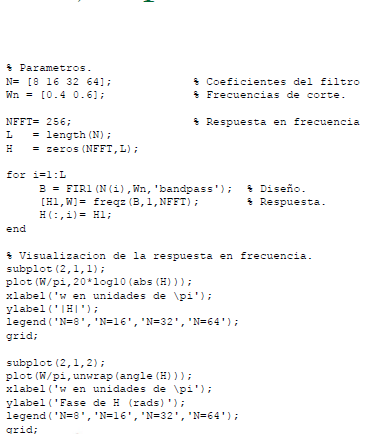 % Parametros.
N= [8 16 32 64]; % Coeficientes del filtro
Wn = [0.4 0.6]; % Frecuencias de corte.
NFFT= 256; % Respuesta en frecuencia
L = length(N);
H = zeros(NFFT,L);
for i=1:L
B = FIR1(N(i),Wn,'bandpass'); % Diseño.
[H1,W]= freqz(B,1,NFFT); % Respuesta.
H(:,i)= H1;
end
% Visualizacion de la respuesta en frecuencia.
subplot(2,1,1);
plot(W/pi,20*log10(abs(H)));
xlabel('w en unidades de \pi');
ylabel('|H|');
legend('N=8','N=16','N=32','N=64');
grid;
subplot(2,1,2);
plot(W/pi,unwrap(angle(H)));
xlabel('w en unidades de \pi');
ylabel('Fase de H (rads)');
legend('N=8','N=16','N=32','N=64');
grid;